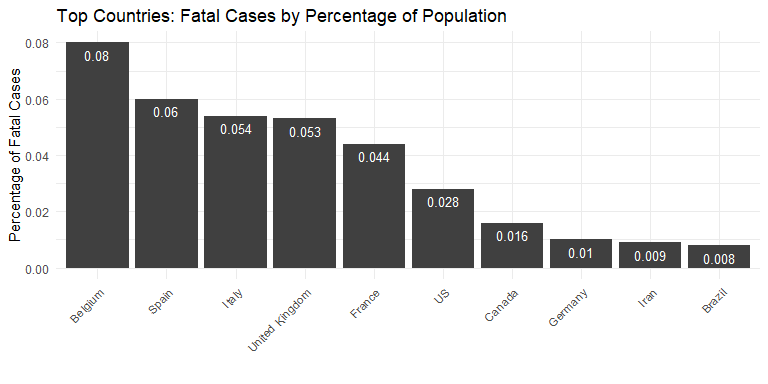 Top Countries: Fatal Cases by Percentage of Population
Percentage of Fatal Cases
0.08
0.06
0.04
0.02
0.00
0.08
0.06
0.054
0.053
0.044
0.028
0.016
0.01
0.009
0.008
Belgium
Spain
Italy
United Kingdom
France
US
Canada
Germany
Iran
Brazil